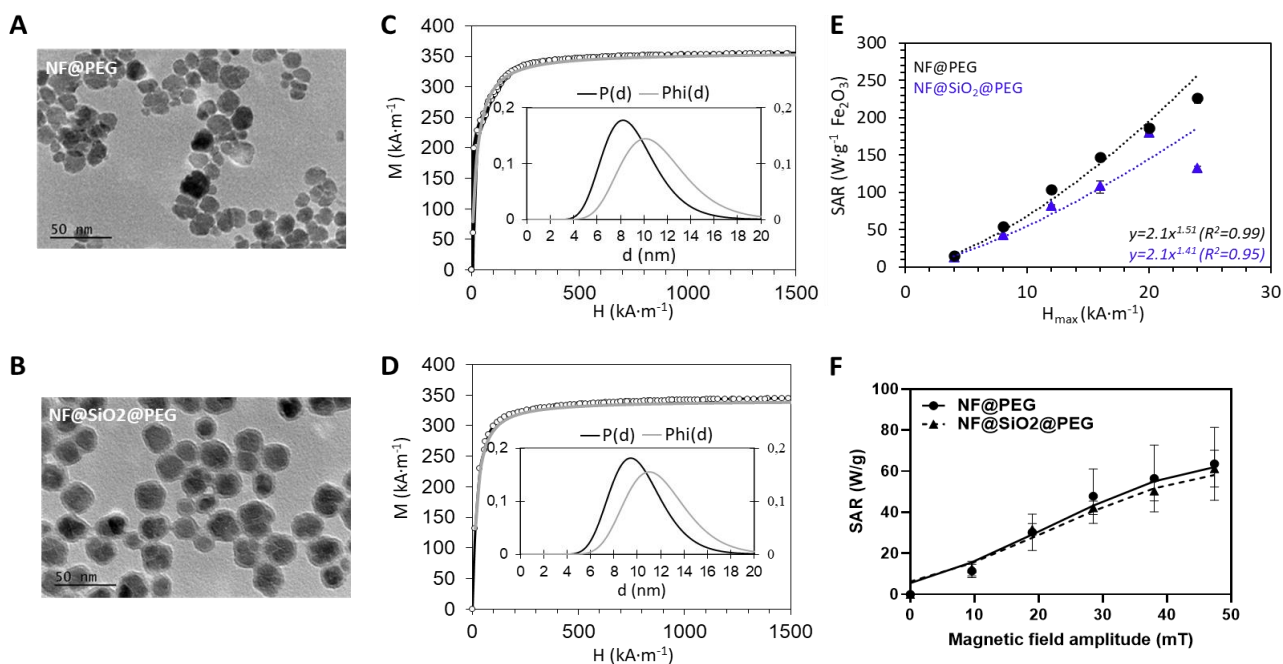 A
NF@PEG
50 nm
B
NF@SiO2@PEG
50 nm
C
400
350
300
250
200
150
100
50
0
M (kA·m⁻¹)
0
500
1000
1500
H (kA·m⁻¹)
P(d)
Phi(d)
0,2
0,1
0
0,2
0,1
0
0 2 4 6 8 10 12 14 16 18 20
d (nm)
D
400
350
300
250
200
150
100
50
0
M (kA·m⁻¹)
0
500
1000
1500
H (kA·m⁻¹)
P(d)
Phi(d)
0,2
0,1
0
0,2
0,1
0
0 2 4 6 8 10 12 14 16 18 20
d (nm)
E
300
250
200
150
100
50
0
SAR (W·g⁻¹ Fe₂O₃)
NF@PEG
NF@SiO₂@PEG
y=2.1x¹·⁵¹ (R²=0.99)
y=2.1x¹·⁴¹ (R²=0.95)
0 10 20 30
Hmax (kA·m⁻¹)
F
100
80
60
40
20
0
SAR (W/g)
NF@PEG
NF@SiO2@PEG
0 10 20 30 40 50
Magnetic field amplitude (mT)